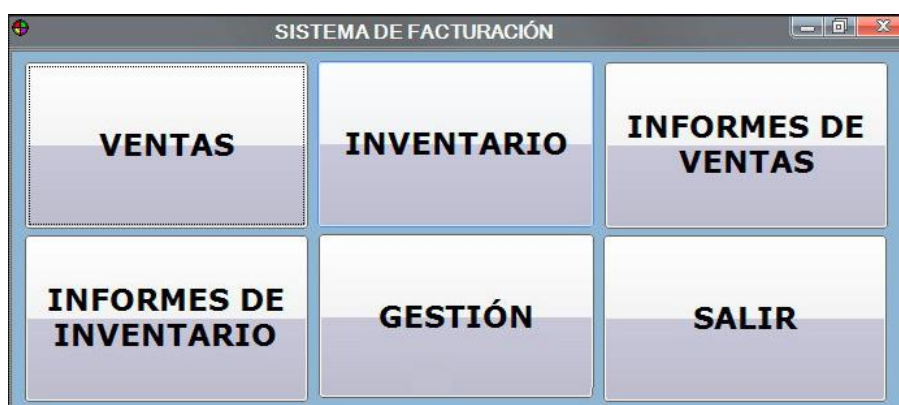 SISTEMA DE FACTURACIÓN
VENTAS
INVENTARIO
INFORMES DE
VENTAS
INFORMES DE
INVENTARIO
GESTIÓN
SALIR